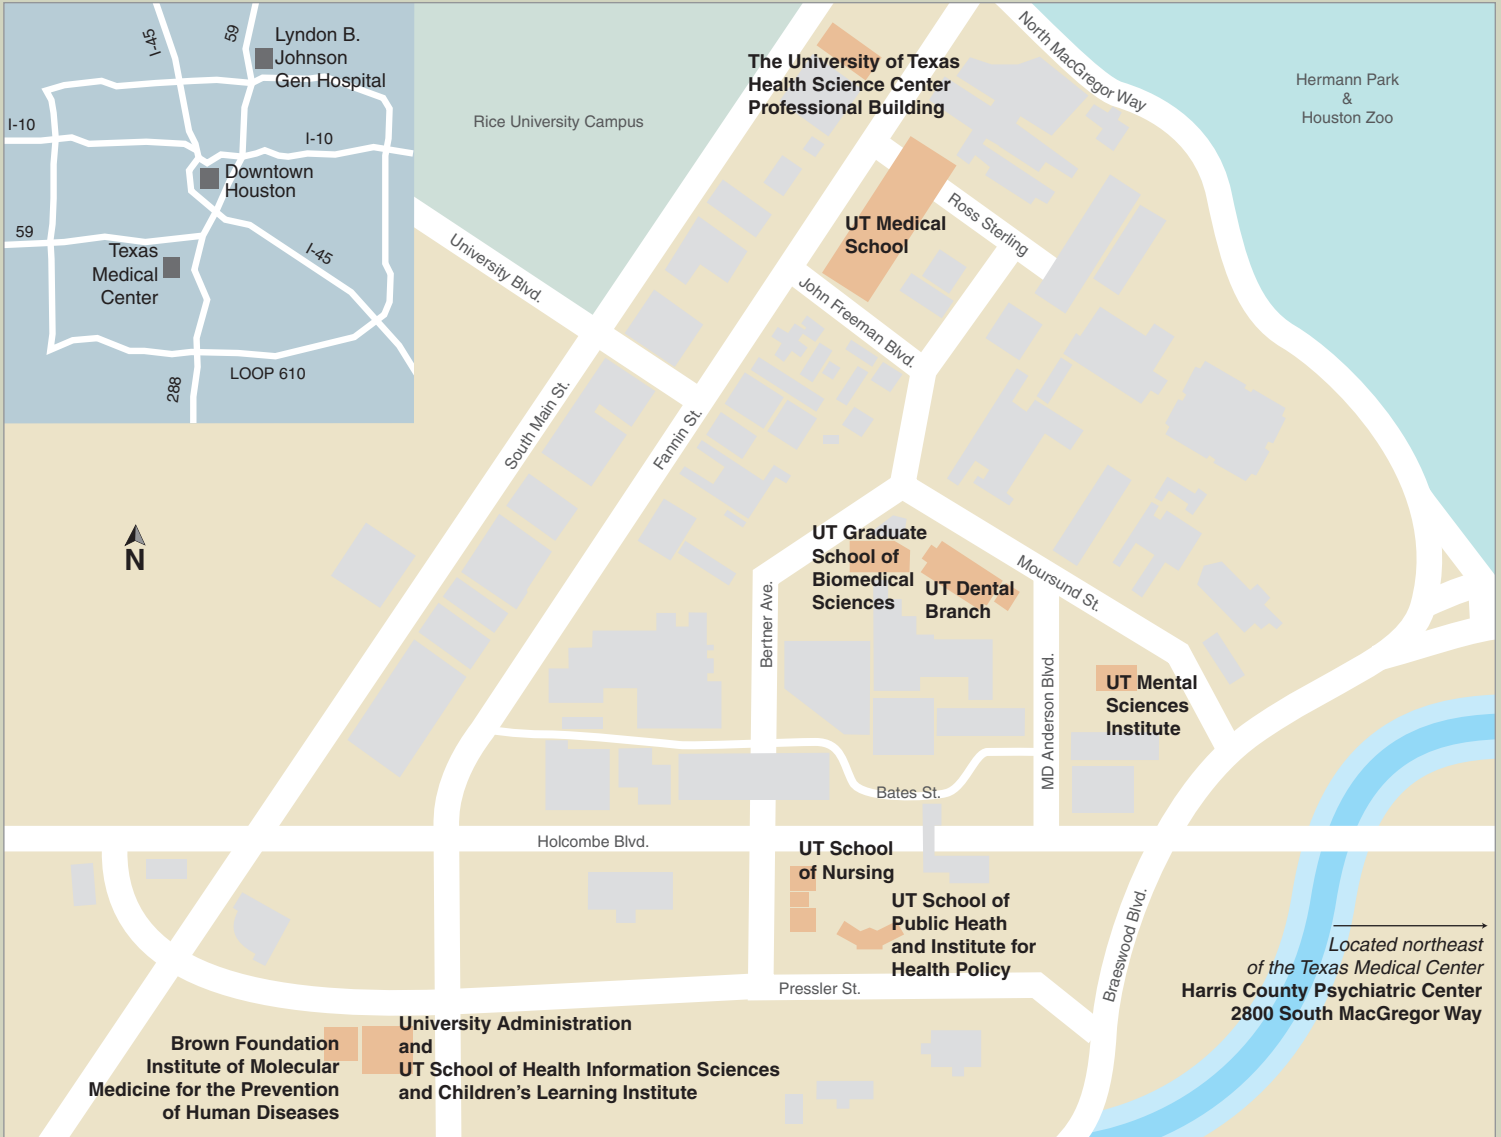 I-45
59
Lyndon B.
Johnson
Gen Hospital
I-10
I-10
Downtown
Houston
59
Texas
Medical
Center
I-45
288
LOOP 610
Rice University Campus
The University of Texas
Health Science Center
Professional Building
North MacGregor Way
Hermann Park
&
Houston Zoo
University Blvd.
UT Medical
School
Ross Sterling
John Freeman Blvd.
South Main St.
Fannin St.
N
UT Graduate
School of
Biomedical
Sciences
UT Dental
Branch
Moursund St.
Bertner Ave.
MD Anderson Blvd.
UT Mental
Sciences
Institute
Bates St.
Holcombe Blvd.
UT School
of Nursing
UT School of
Public Heath
and Institute for
Health Policy
Braeswood Blvd.
Located northeast
of the Texas Medical Center
Harris County Psychiatric Center
2800 South MacGregor Way
Pressler St.
Brown Foundation
Institute of Molecular
Medicine for the Prevention
of Human Diseases
University Administration
and
UT School of Health Information Sciences
and Children's Learning Institute